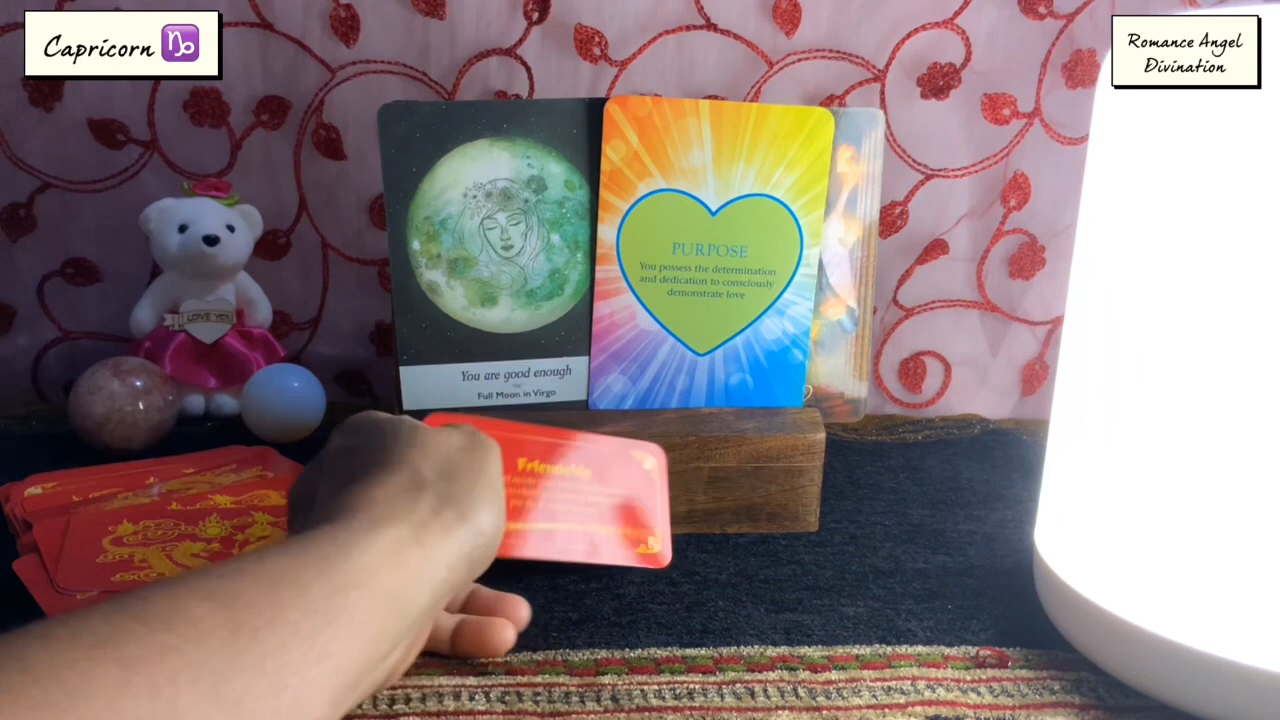 Capricorn ♑
Romance Angel
Divination
PURPOSE
You possess the determination
and dedication to consciously
demonstrate love
I LOVE YOU
You are good enough
Full Moon in Virgo
Friendship